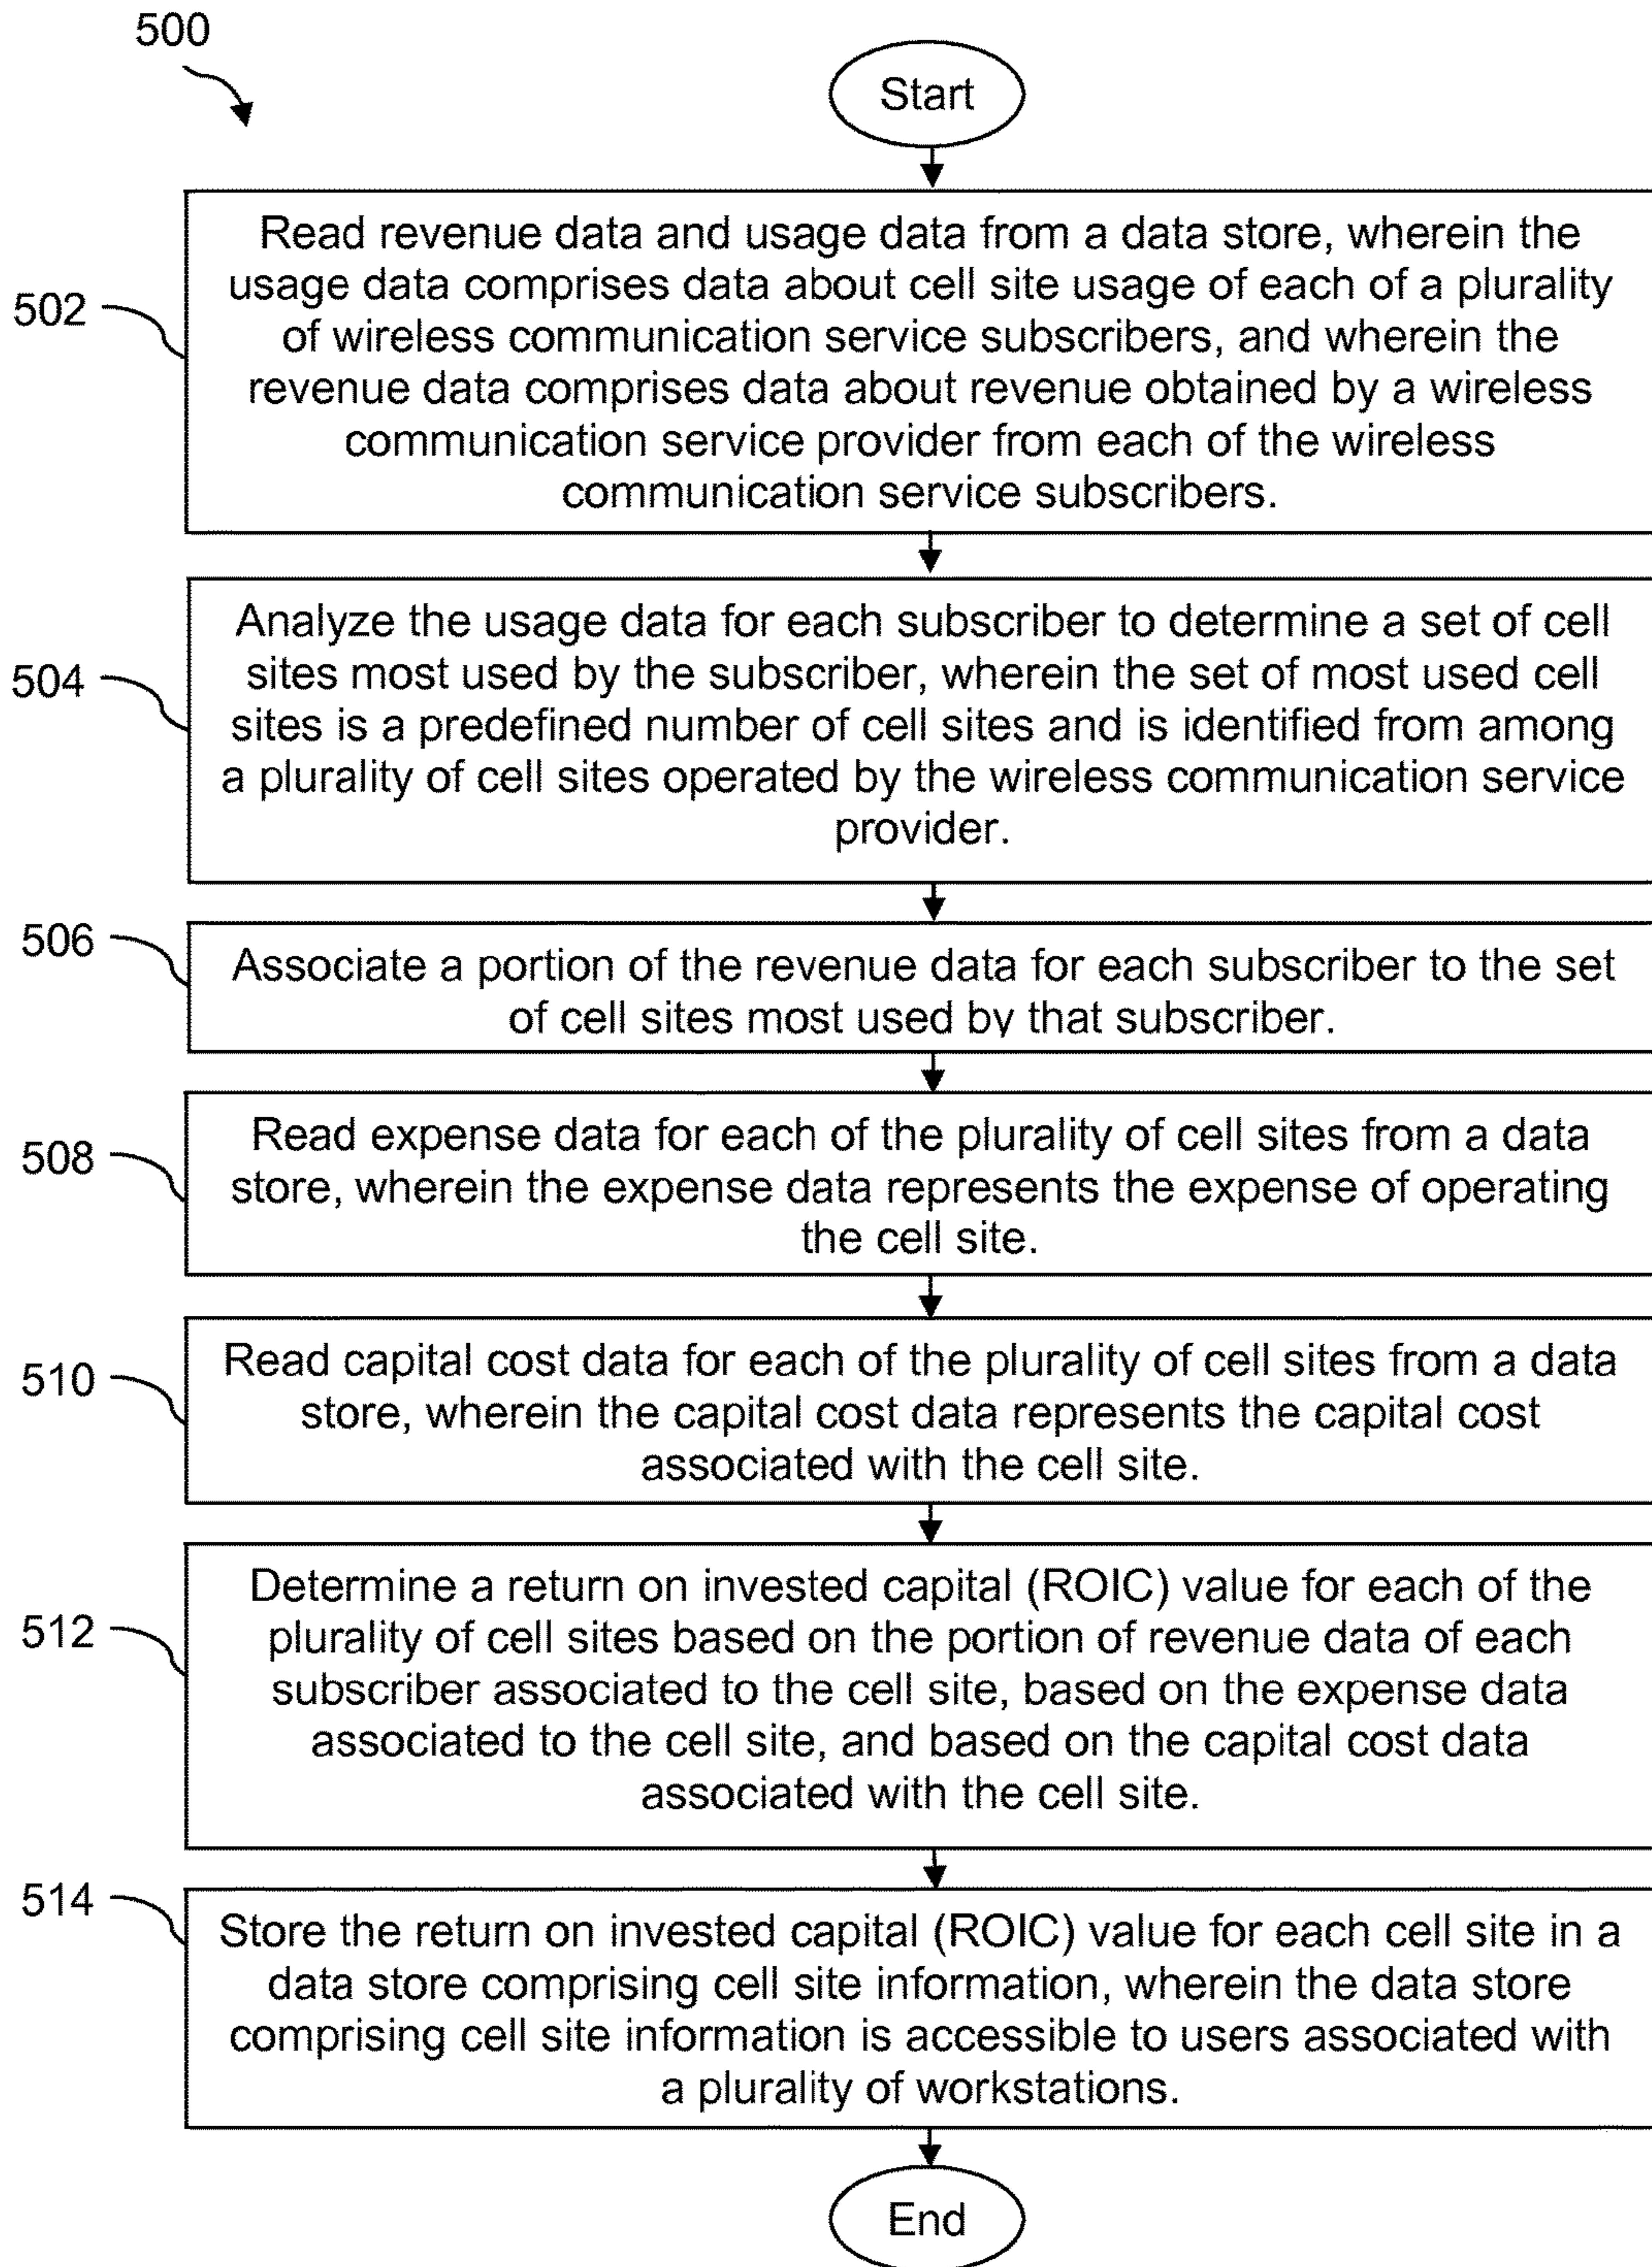 500
Start
502
Read revenue data and usage data from a data store, wherein the
usage data comprises data about cell site usage of each of a plurality
of wireless communication service subscribers, and wherein the
revenue data comprises data about revenue obtained by a wireless
communication service provider from each of the wireless
communication service subscribers.
504
Analyze the usage data for each subscriber to determine a set of cell
sites most used by the subscriber, wherein the set of most used cell
sites is a predefined number of cell sites and is identified from among
a plurality of cell sites operated by the wireless communication service
provider.
506
Associate a portion of the revenue data for each subscriber to the set
of cell sites most used by that subscriber.
508
Read expense data for each of the plurality of cell sites from a data
store, wherein the expense data represents the expense of operating
the cell site.
510
Read capital cost data for each of the plurality of cell sites from a data
store, wherein the capital cost data represents the capital cost
associated with the cell site.
512
Determine a return on invested capital (ROIC) value for each of the
plurality of cell sites based on the portion of revenue data of each
subscriber associated to the cell site, based on the expense data
associated to the cell site, and based on the capital cost data
associated with the cell site.
514
Store the return on invested capital (ROIC) value for each cell site in a
data store comprising cell site information, wherein the data store
comprising cell site information is accessible to users associated with
a plurality of workstations.
End